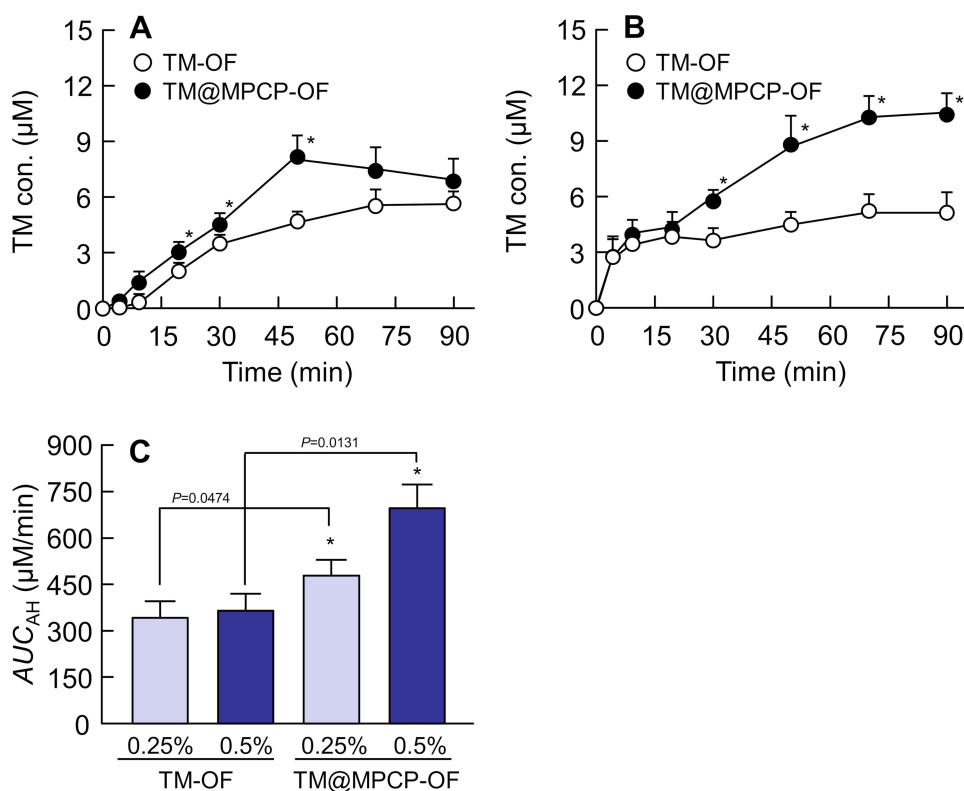 A
TM-OF
TM@MPCP-OF
TM con. (μM)
15
12
9
6
3
0
*
*
*
0 15 30 45 60 75 90
Time (min)
B
TM-OF
TM@MPCP-OF
TM con. (μM)
15
12
9
6
3
0
*
*
*
*
0 15 30 45 60 75 90
Time (min)
C
AUCAH (μM/min)
900
750
600
450
300
150
0
P=0.0131
P=0.0474
*
*
0.25% 0.5% 0.25% 0.5%
TM-OF TM@MPCP-OF